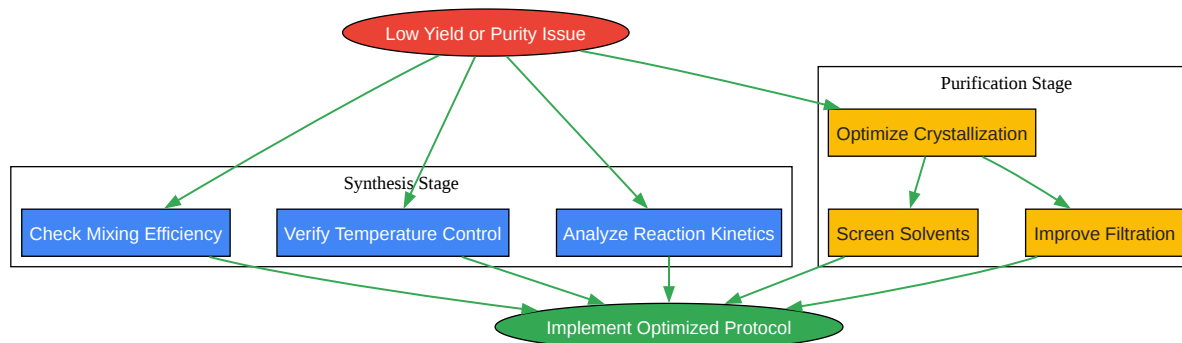 Low Yield or Purity Issue
Purification Stage
Optimize Crystallization
Synthesis Stage
Check Mixing Efficiency
Verify Temperature Control
Analyze Reaction Kinetics
Screen Solvents
Improve Filtration
Implement Optimized Protocol